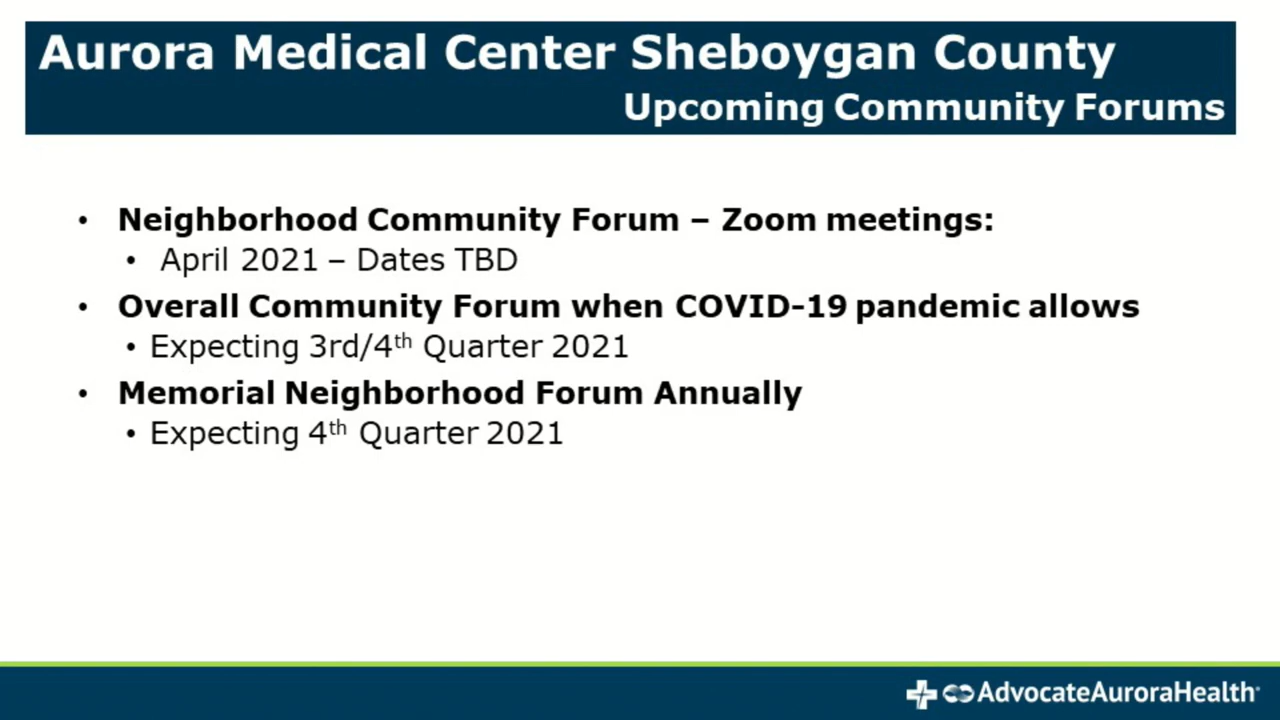 Aurora Medical Center Sheboygan County
Upcoming Community Forums
• Neighborhood Community Forum – Zoom meetings:
• April 2021 – Dates TBD
• Overall Community Forum when COVID-19 pandemic allows
• Expecting 3rd/4th Quarter 2021
• Memorial Neighborhood Forum Annually
• Expecting 4th Quarter 2021
AdvocateAuroraHealth